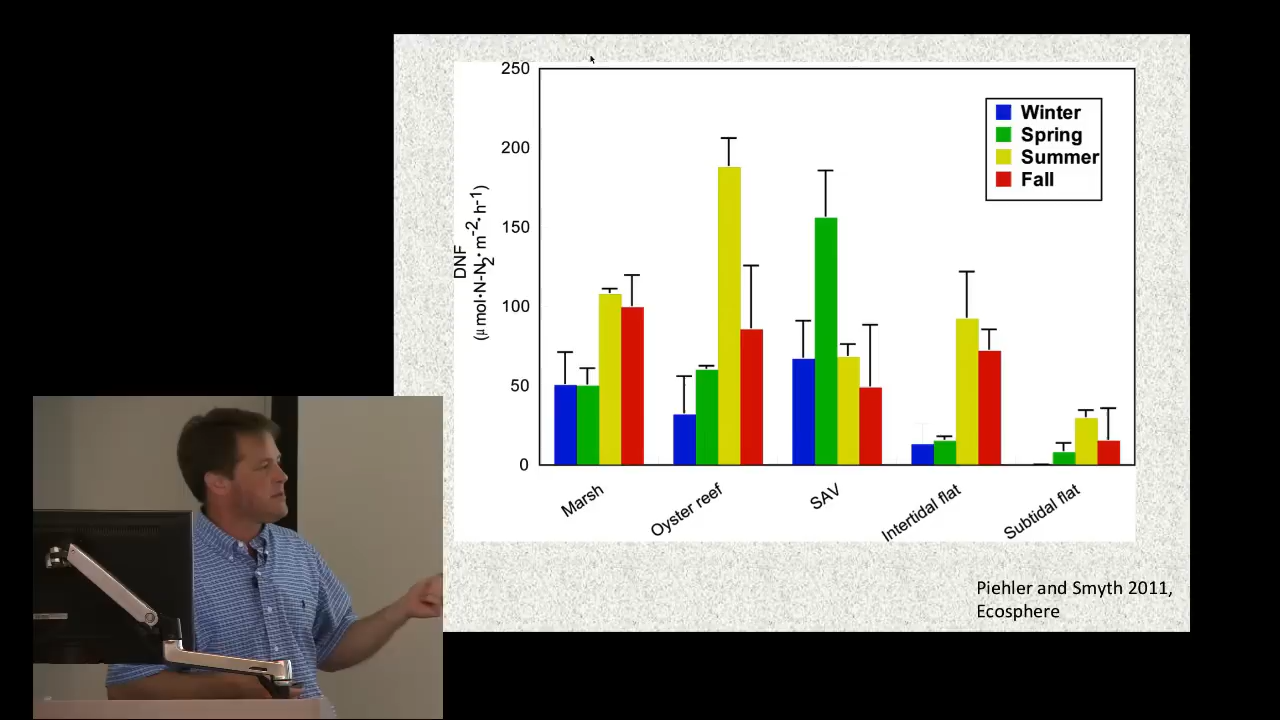 250
200
150
100
50
0
DNF
(μmol•N-N₂•m⁻²•h⁻¹)
Winter
Spring
Summer
Fall
Marsh
Oyster reef
SAV
Intertidal flat
Subtidal flat
Piehler and Smyth 2011,
Ecosphere